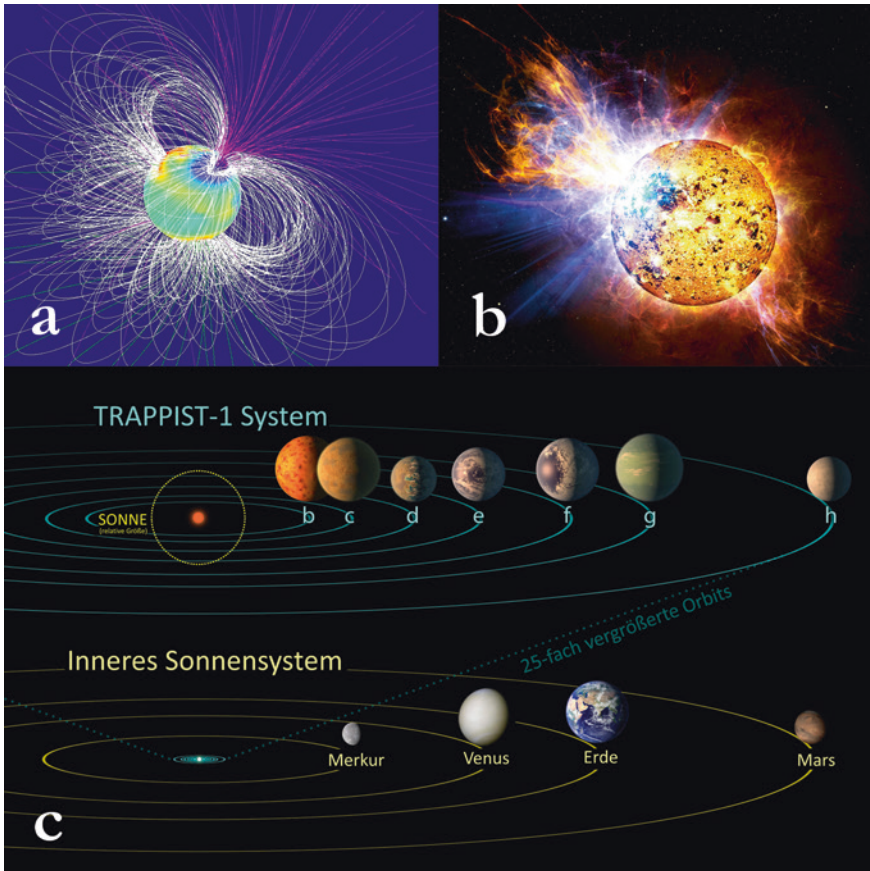 a
b
TRAPPIST-1 System
SONNE
(relative Größe)
b
c
d
e
f
g
h
25-fach vergrößerte Orbits
Inneres Sonnensystem
Merkur
Venus
Erde
Mars
c